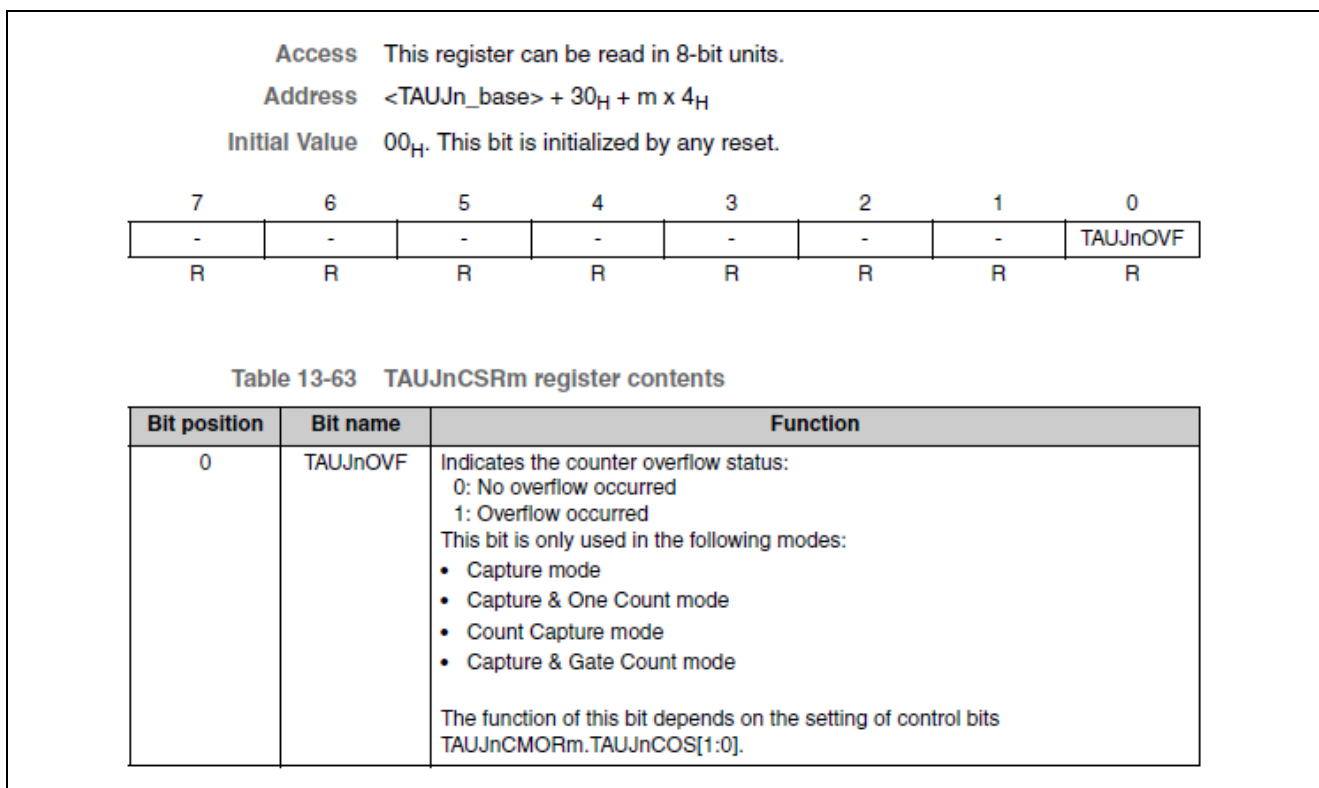 Access This register can be read in 8-bit units.
Address <TAUJn_base> + 30H + m x 4H
Initial Value 00H. This bit is initialized by any reset.
7 6 5 4 3 2 1 0
- - - - - - - TAUJnOVF
R R R R R R R R
Table 13-63 TAUJnCSRm register contents
Bit position Bit name Function
0 TAUJnOVF Indicates the counter overflow status:
0: No overflow occurred
1: Overflow occurred
This bit is only used in the following modes:
• Capture mode
• Capture & One Count mode
• Count Capture mode
• Capture & Gate Count mode
The function of this bit depends on the setting of control bits
TAUJnCMORm.TAUJnCOS[1:0].